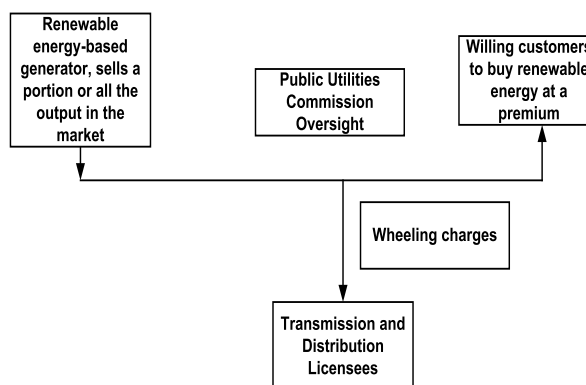 Renewable
energy-based
generator, sells a
portion or all the
output in the
market
Public Utilities
Commission
Oversight
Willing customers
to buy renewable
energy at a
premium
Wheeling charges
Transmission and
Distribution
Licensees